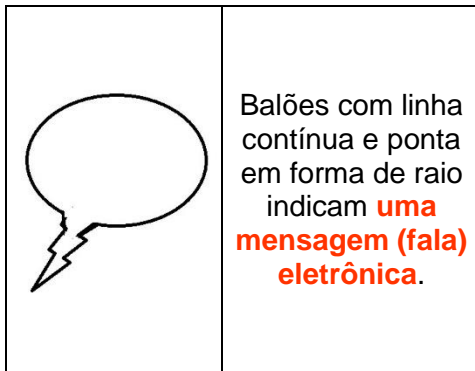 Balões com linha
contínua e ponta
em forma de raio
indicam uma
mensagem (fala)
eletrônica.